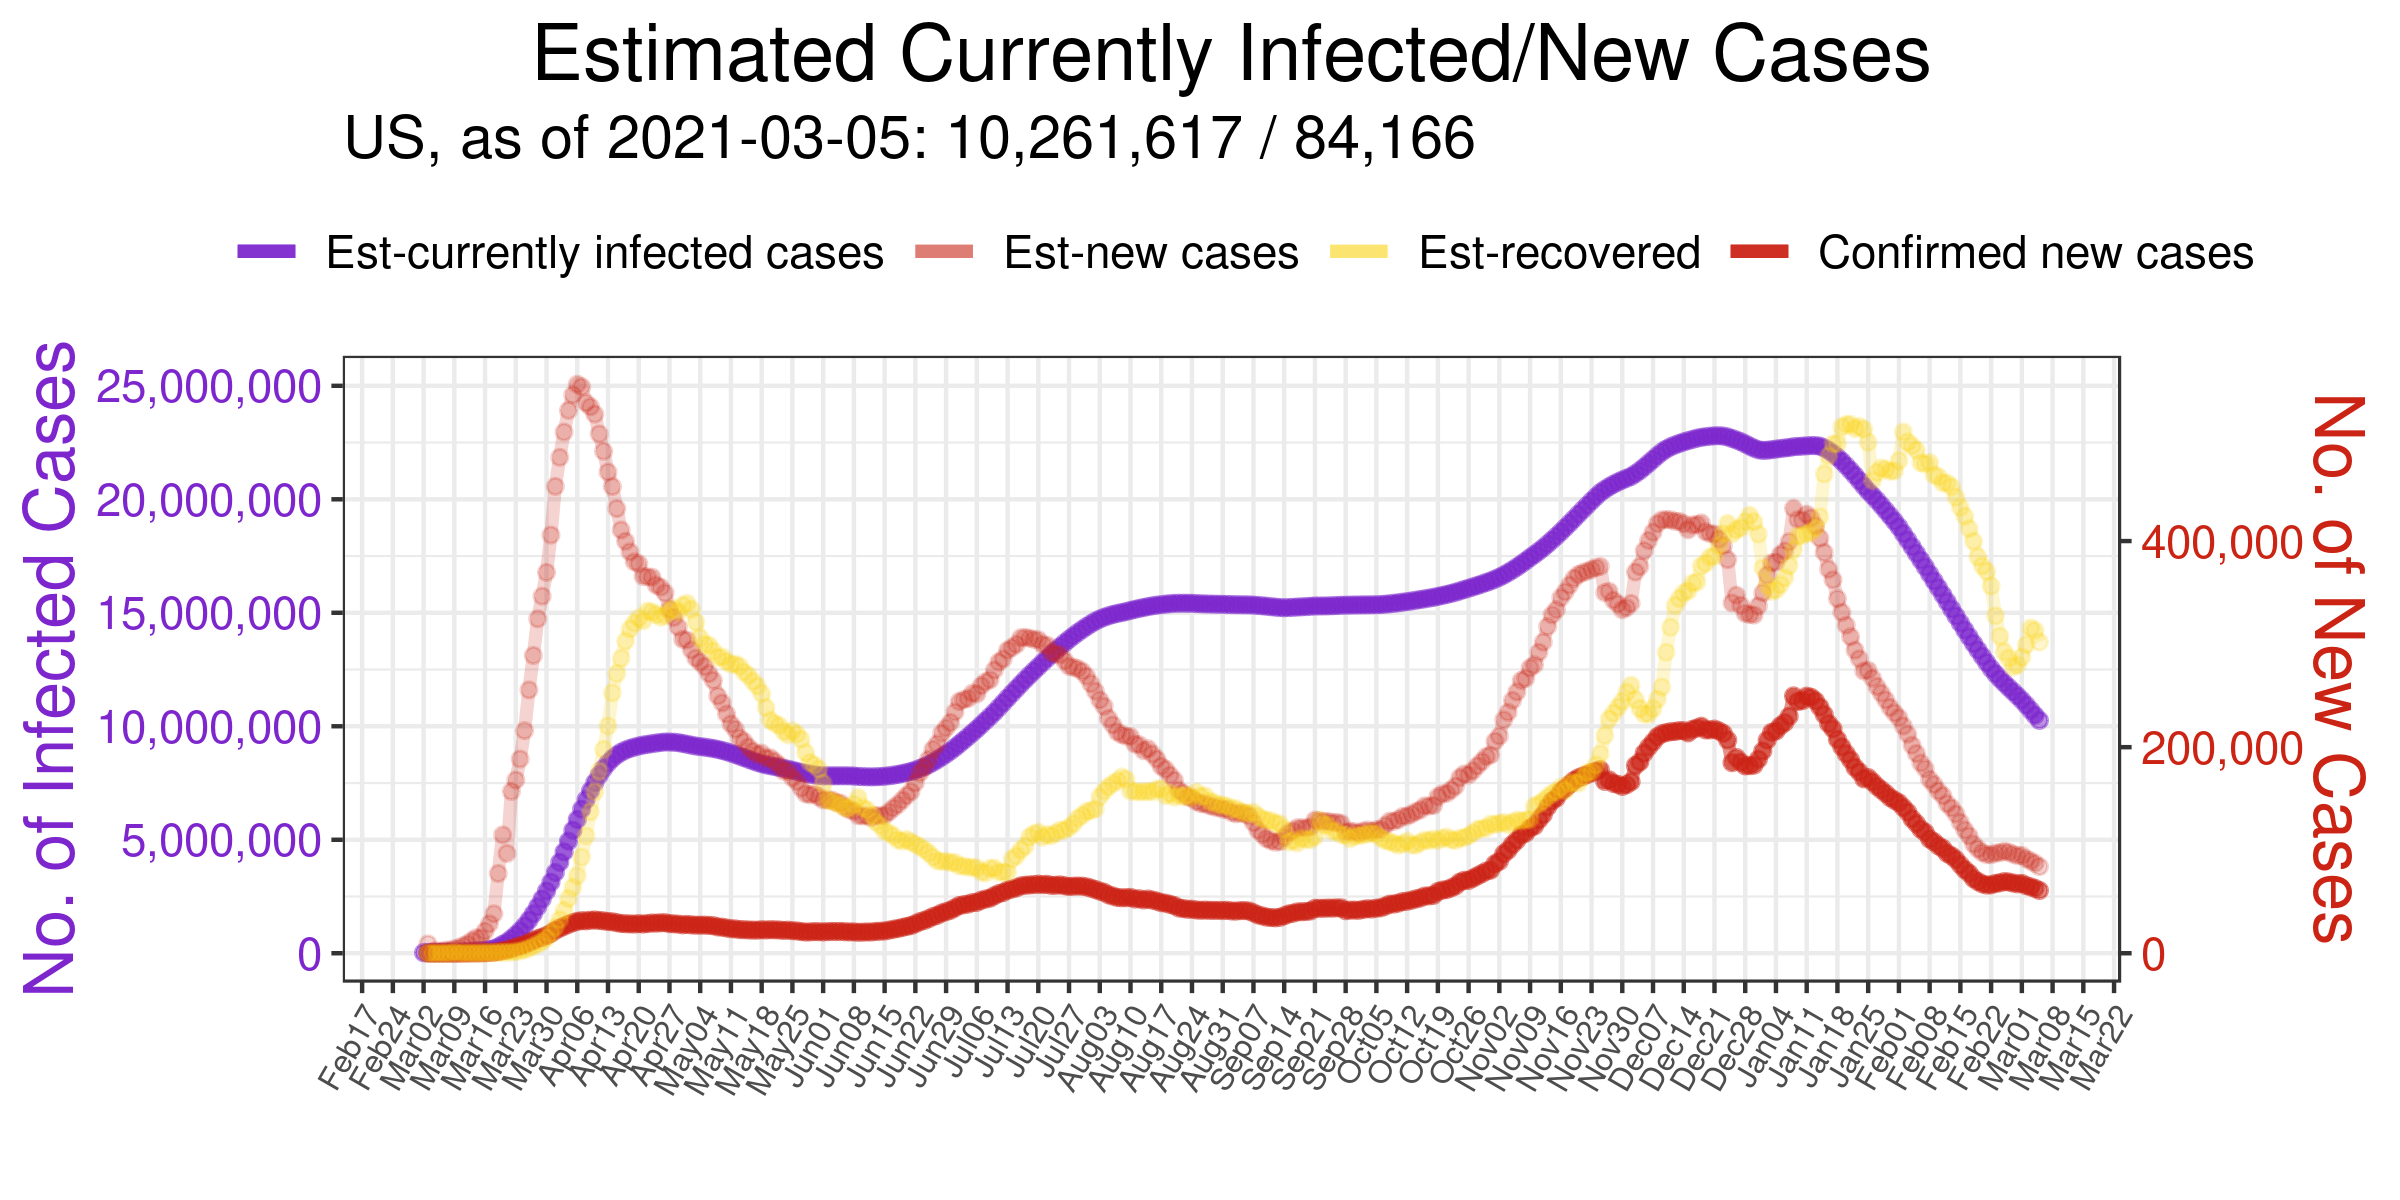 Estimated Currently Infected/New Cases
US, as of 2021-03-05: 10,261,617 / 84,166
Est-currently infected cases Est-new cases Est-recovered Confirmed new cases
No. of Infected Cases
25,000,000
20,000,000
15,000,000
10,000,000
5,000,000
0
400,000
200,000
0
No. of New Cases
Feb17 Feb24 Mar02 Mar09 Mar16 Mar23 Mar30 Apr06 Apr13 Apr20 Apr27 May04 May11 May18 May25 Jun01 Jun08 Jun15 Jun22 Jun29 Jul06 Jul13 Jul20 Jul27 Aug03 Aug10 Aug17 Aug24 Aug31 Sep07 Sep14 Sep21 Sep28 Oct05 Oct12 Oct19 Oct26 Nov02 Nov09 Nov16 Nov23 Nov30 Dec07 Dec14 Dec21 Dec28 Jan04 Jan11 Jan18 Jan25 Feb01 Feb08 Feb15 Feb22 Mar01 Mar08 Mar15 Mar22